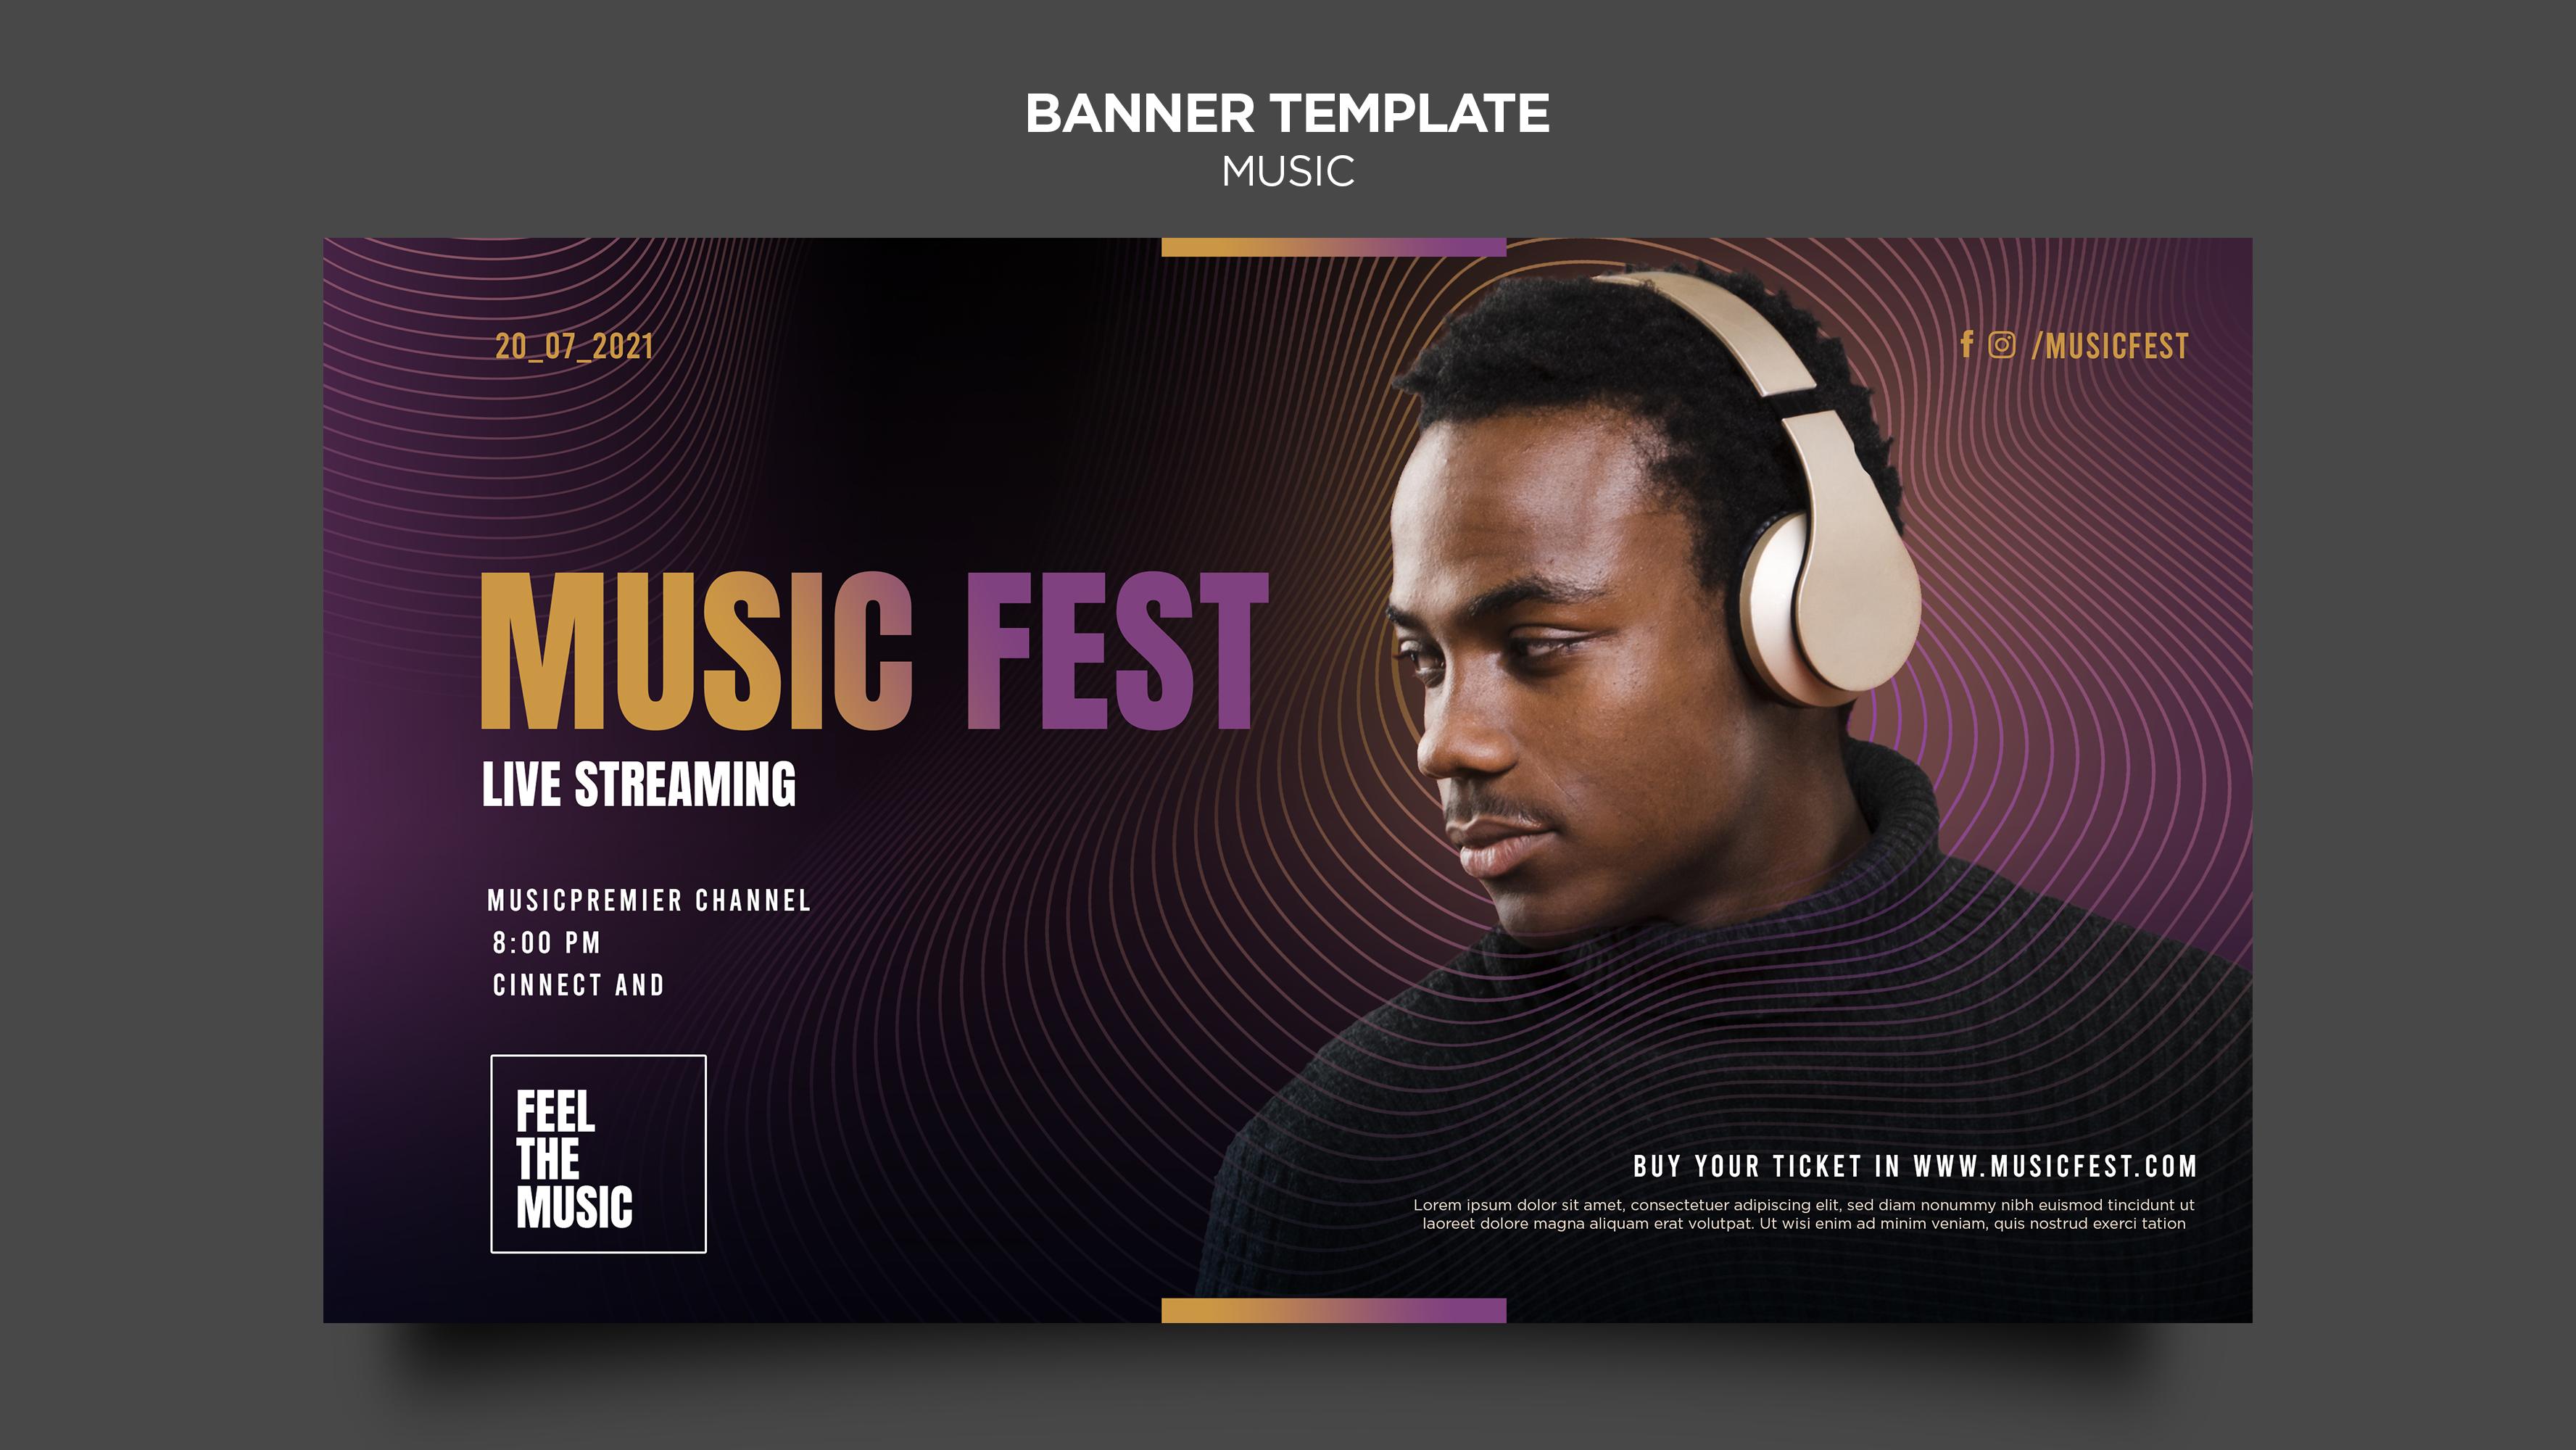 BANNER TEMPLATE
MUSIC
20_07_2021
/MUSICFEST
MUSIC FEST
LIVE STREAMING
MUSICPREMIER CHANNEL
8:00 PM
CINNECT AND
FEEL
THE
MUSIC
BUY YOUR TICKET IN WWW.MUSICFEST.COM
Lorem ipsum dolor sit amet, consectetuer adipiscing elit, sed diam nonummy nibh euismod tincidunt ut
laoreet dolore magna aliquam erat volutpat. Ut wisi enim ad minim veniam, quis nostrud exerci tation